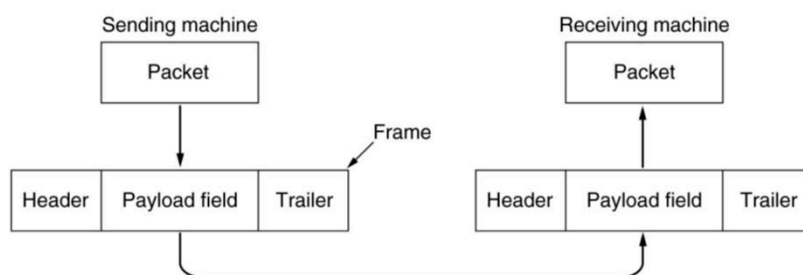 Sending machine
Receiving machine
Packet
Packet
Frame
Header
Payload field
Trailer
Header
Payload field
Trailer